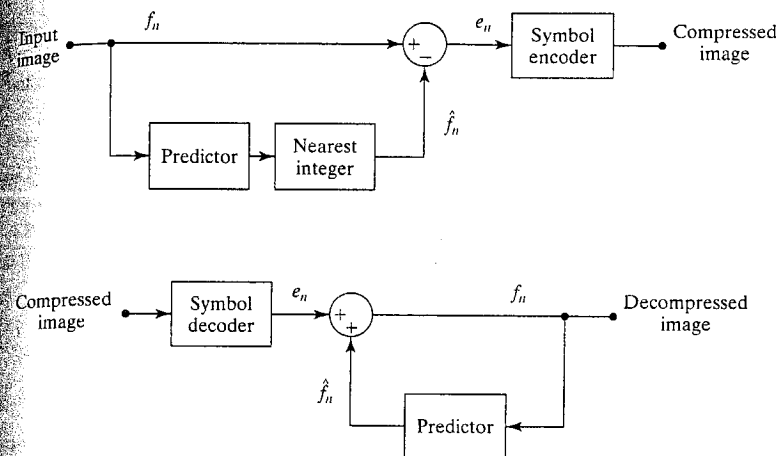 f_n
Input
image
+
−
e_n
Symbol
encoder
Compressed
image
f̂_n
Predictor
Nearest
integer
Compressed
image
Symbol
decoder
e_n
+
+
f_n
Decompressed
image
f̂_n
Predictor